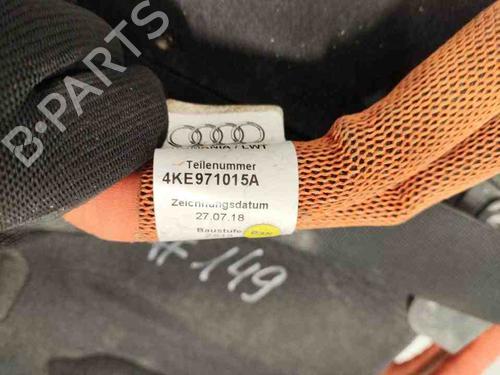 B-PARTS
Teilenummer
4KE971015A
Zeichnungsdatum
27.07.18
Baustufe
# 149